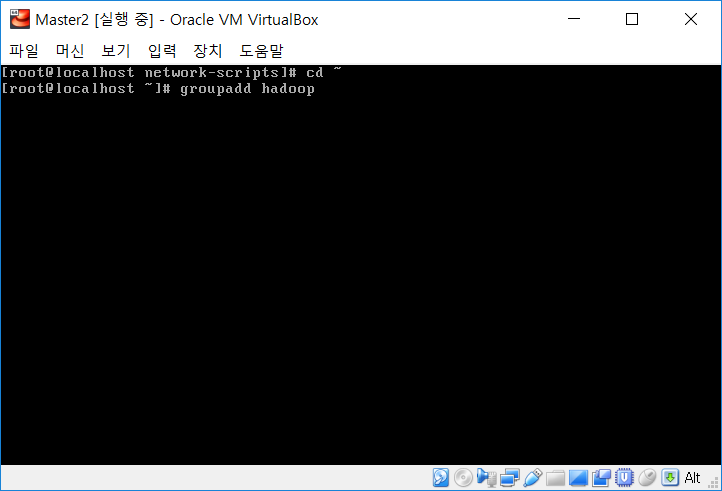 Master2 [실행 중] - Oracle VM VirtualBox
파일 머신 보기 입력 장치 도움말
[root@localhost network-scripts]# cd ~
[root@localhost ~]# groupadd hadoop
Alt